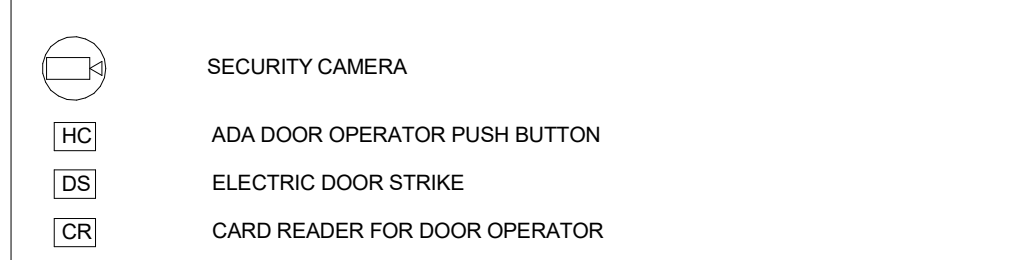 SECURITY CAMERA
HC ADA DOOR OPERATOR PUSH BUTTON
DS ELECTRIC DOOR STRIKE
CR CARD READER FOR DOOR OPERATOR